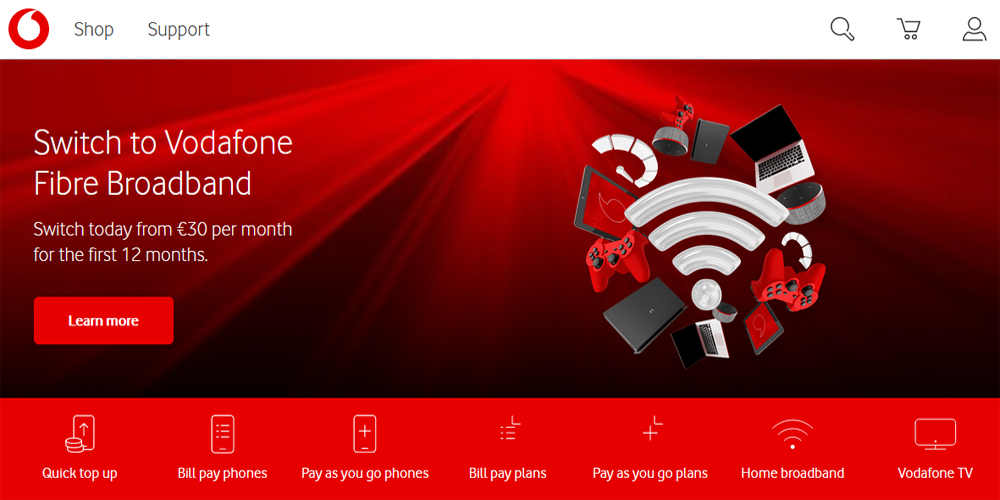 Shop Support
Switch to Vodafone
Fibre Broadband
Switch today from €30 per month
for the first 12 months.
Learn more
Quick top up Bill pay phones Pay as you go phones Bill pay plans Pay as you go plans Home broadband Vodafone TV